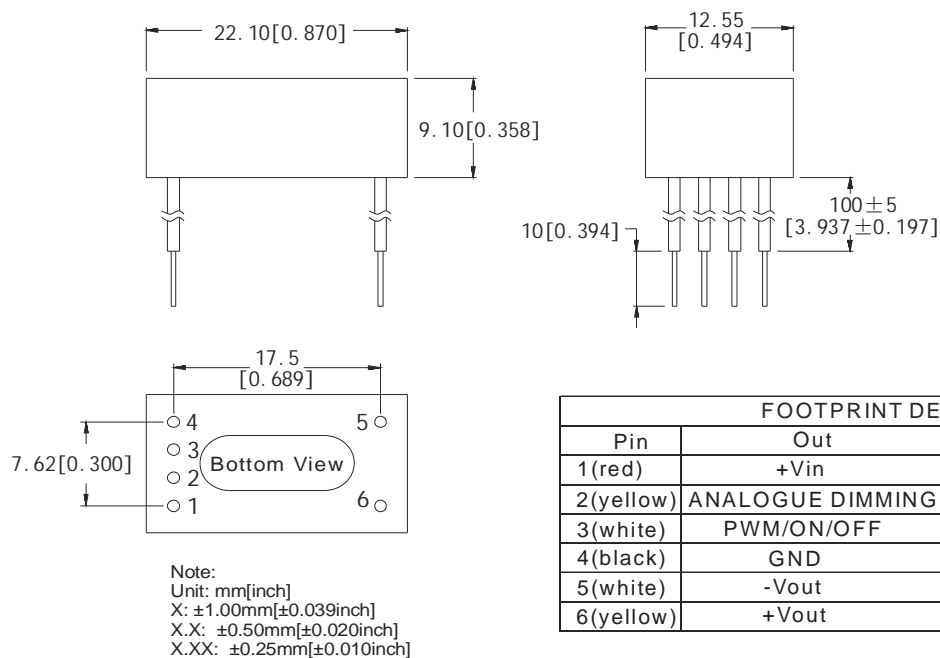 22.10[0.870]
12.55
[0.494]
9.10[0.358]
100±5
[3.937±0.197]
10[0.394]
17.5
[0.689]
7.62[0.300]
4
3
2
1
5
6
Bottom View
FOOTPRINT DE
Pin Out
1(red) +Vin
2(yellow) ANALOGUE DIMMING
3(white) PWM/ON/OFF
4(black) GND
5(white) -Vout
6(yellow) +Vout
Note:
Unit: mm[inch]
X: ±1.00mm[±0.039inch]
X.X: ±0.50mm[±0.020inch]
X.XX: ±0.25mm[±0.010inch]